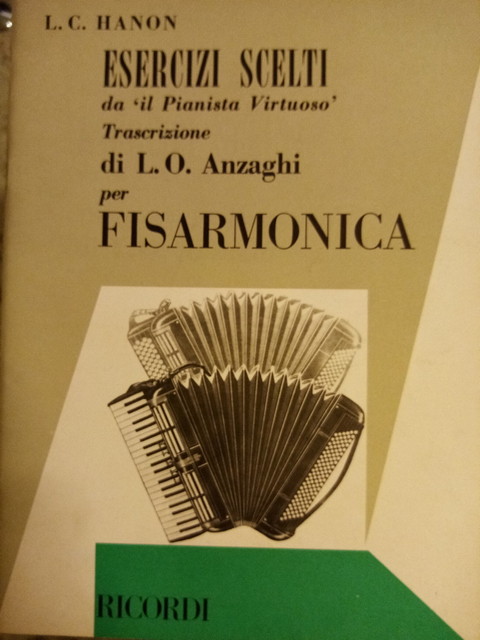 L. C. HANON
ESERCIZI SCELTI
da ‘il Pianista Virtuoso’
Trascrizione
di L. O. Anzaghi
per
FISARMONICA
RICORDI